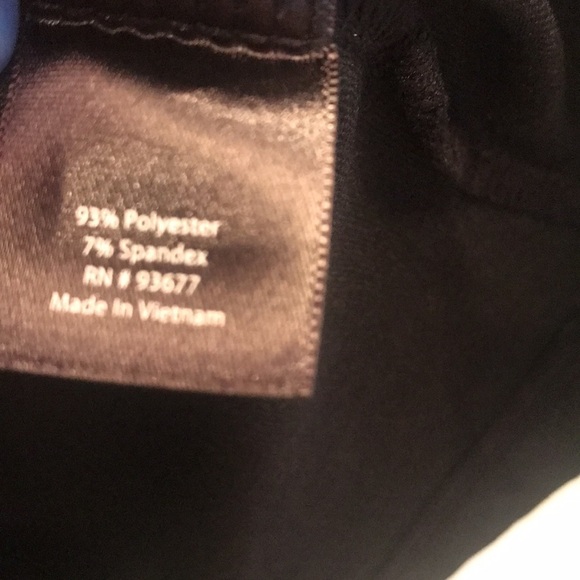 93% Polyester
7% Spandex
RN # 93677
Made In Vietnam